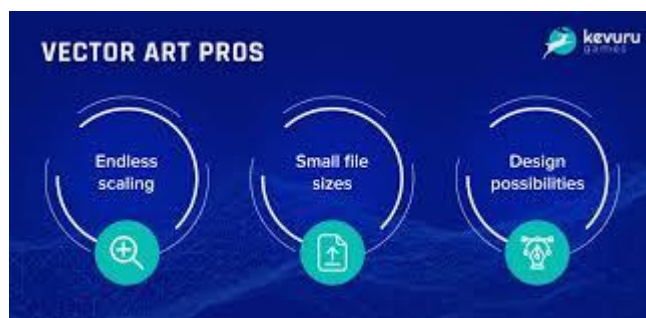 VECTOR ART PROS
kevuru
games
Endless
scaling
Small file
sizes
Design
possibilities